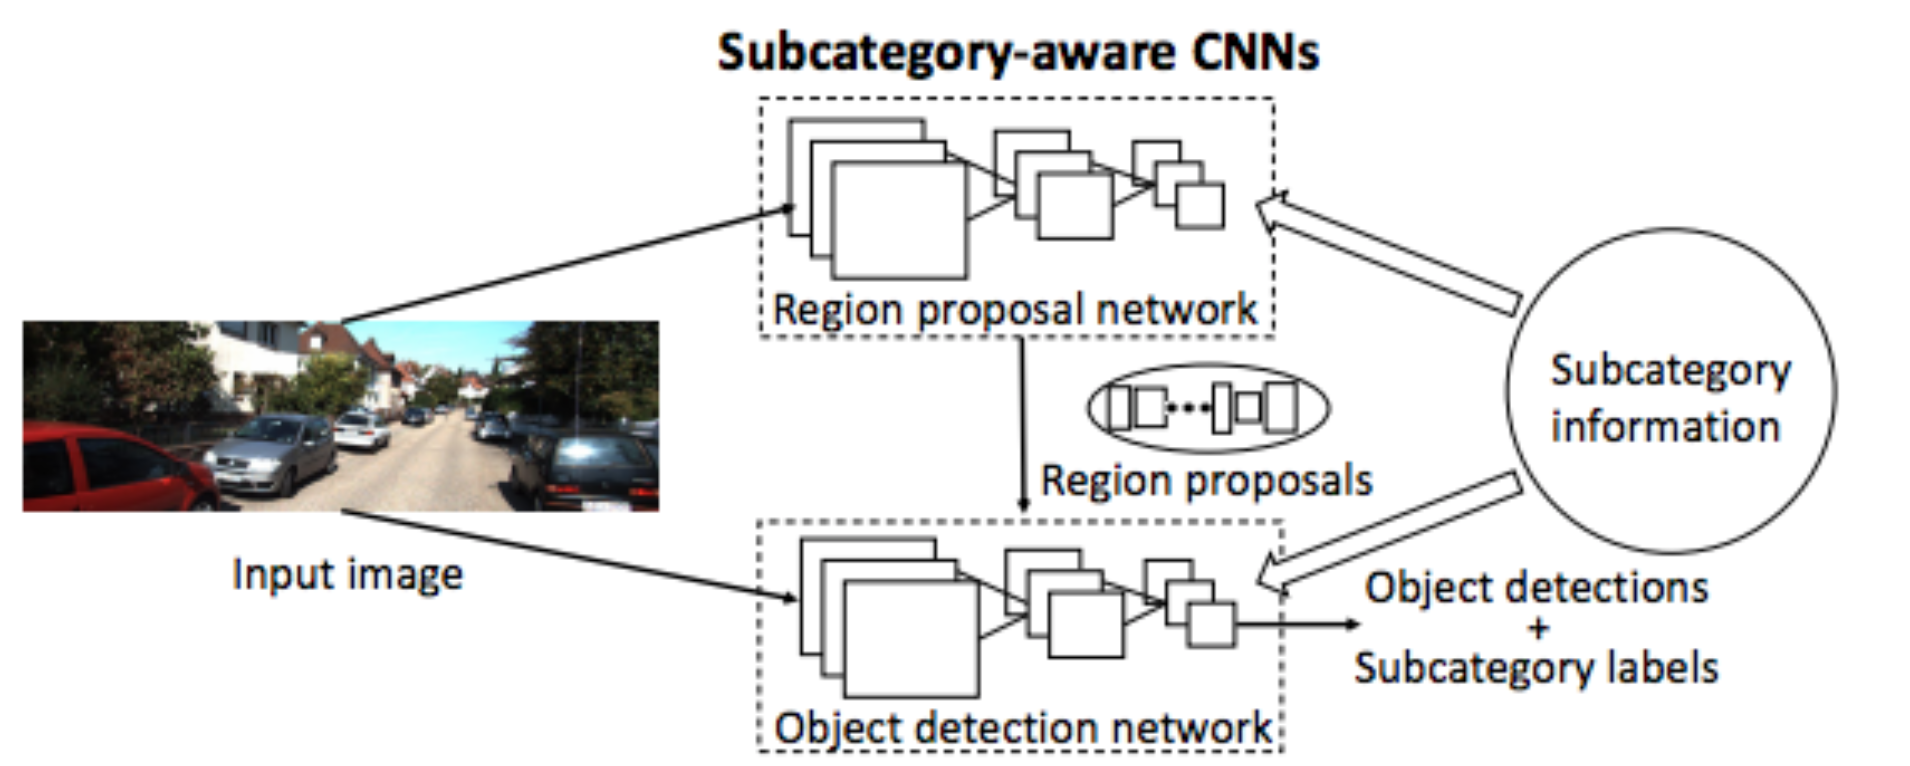 Subcategory-aware CNNs
Region proposal network
Region proposals
Subcategory
information
Input image
Object detections
+
Subcategory labels
Object detection network